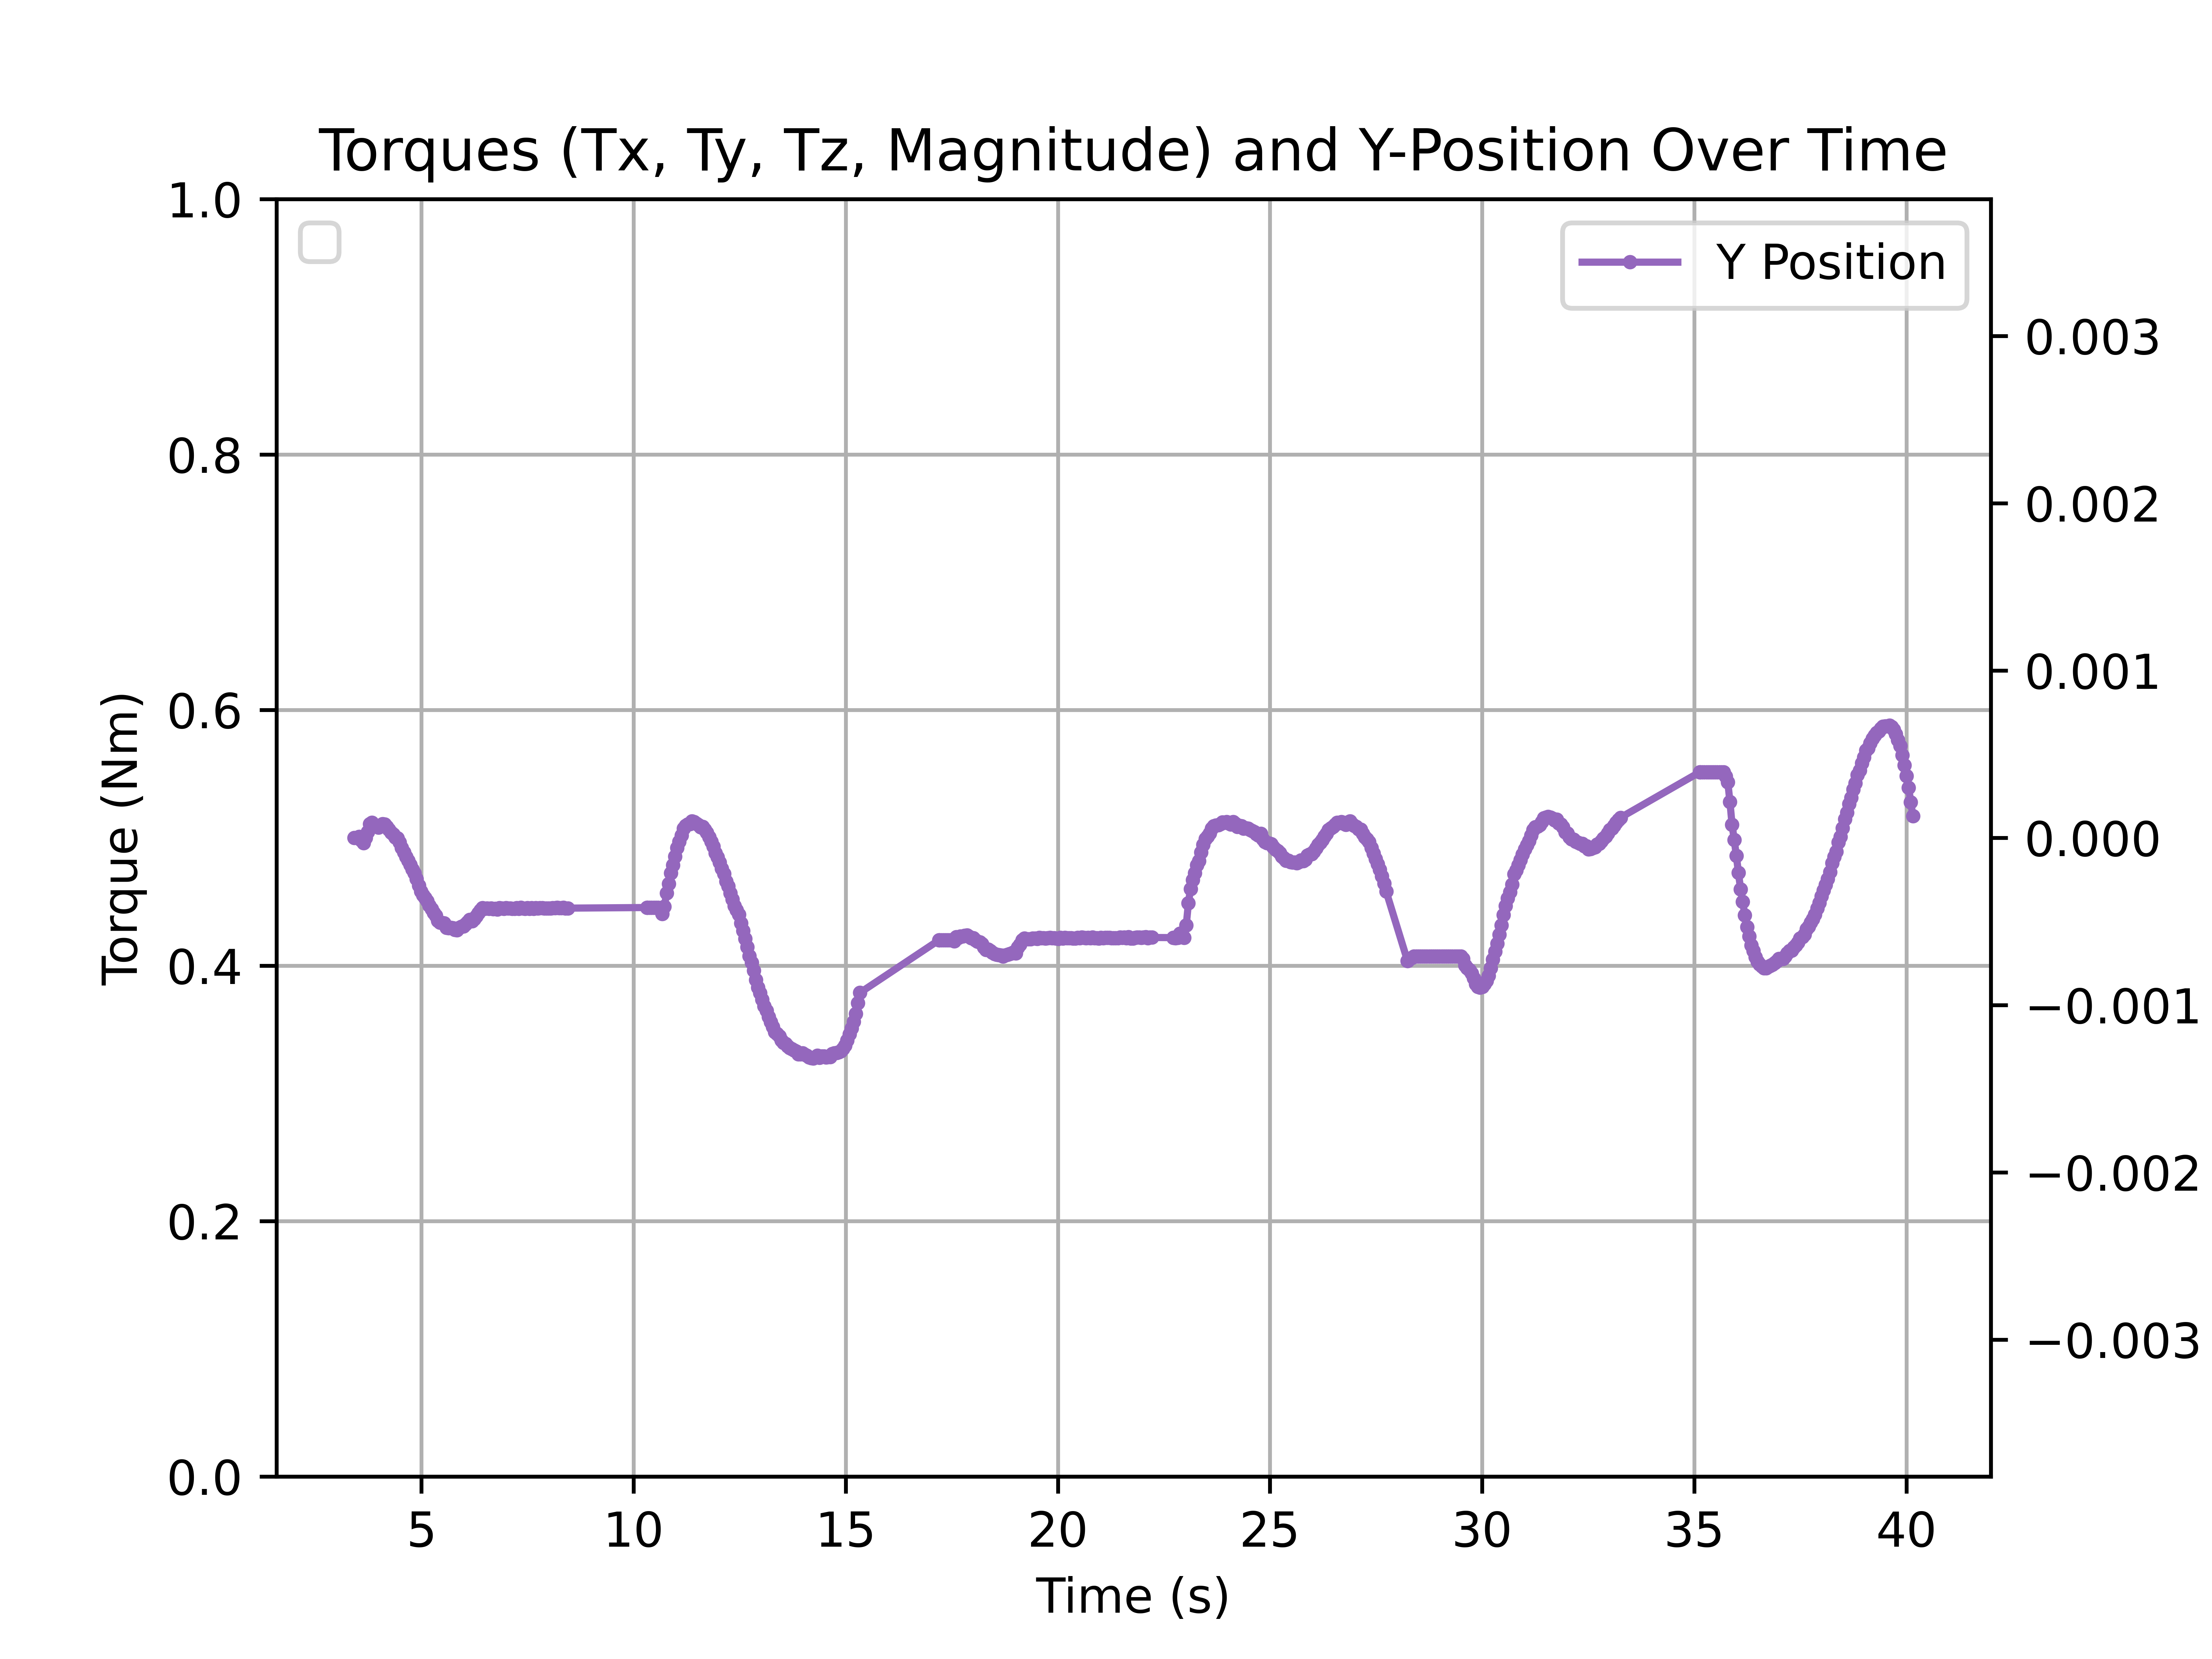 Torques (Tx, Ty, Tz, Magnitude) and Y-Position Over Time
Y Position
1.0
0.8
0.6
0.4
0.2
0.0
Torque (Nm)
0.003
0.002
0.001
0.000
−0.001
−0.002
−0.003
5 10 15 20 25 30 35 40
Time (s)